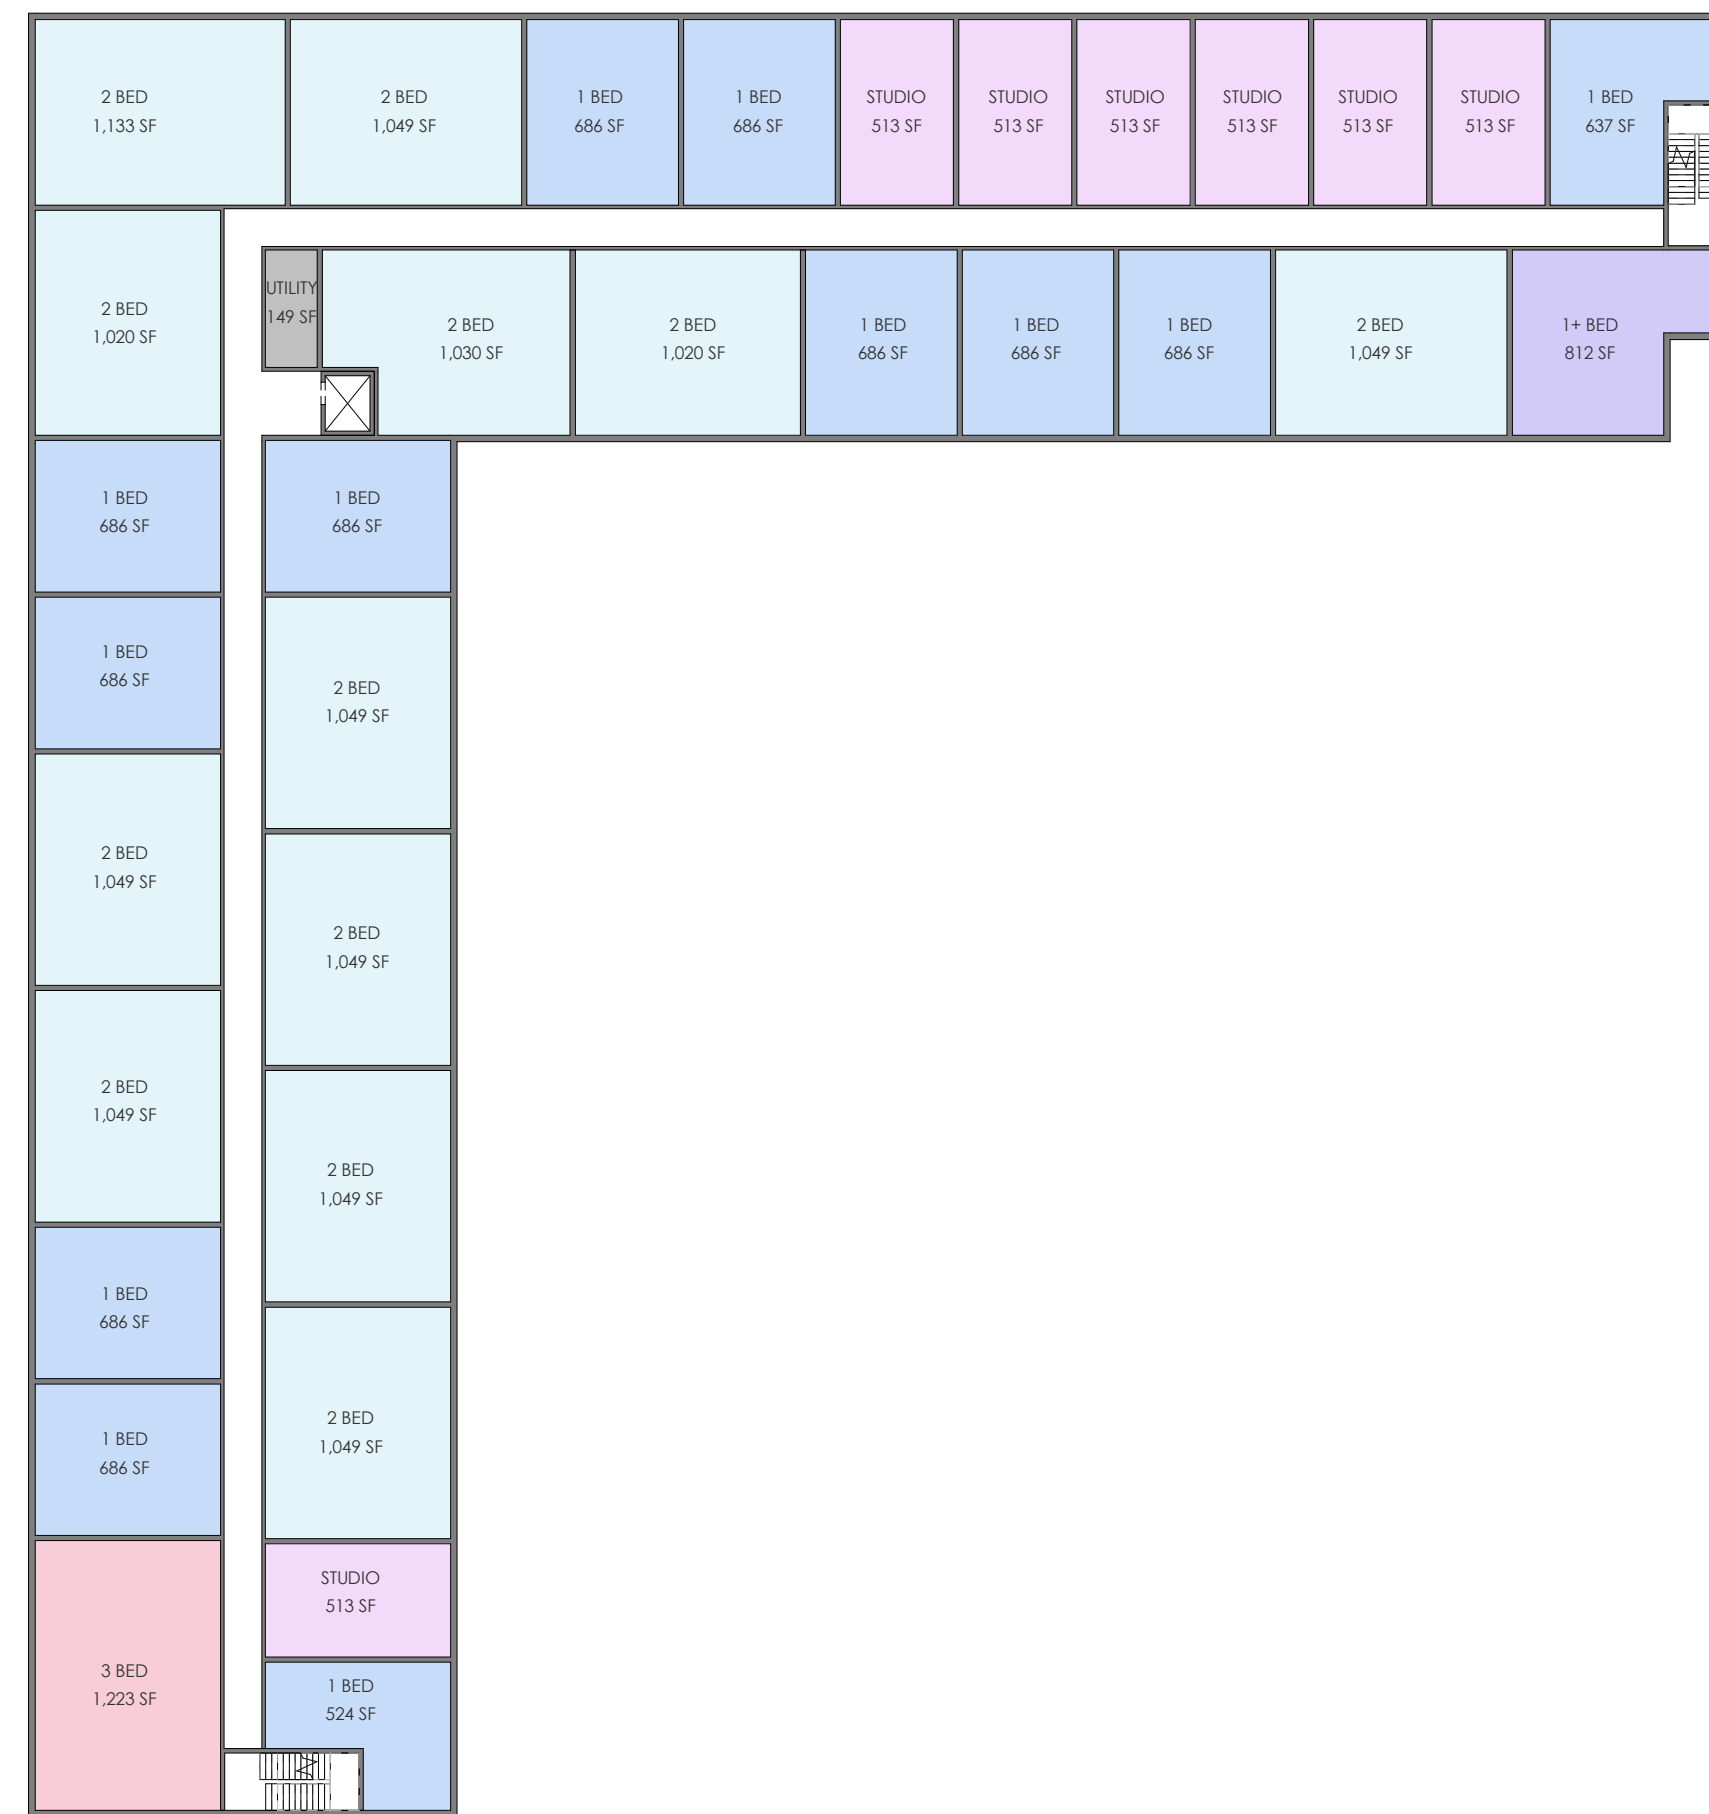 2 BED
1,133 SF
2 BED
1,049 SF
1 BED
686 SF
1 BED
686 SF
STUDIO
513 SF
STUDIO
513 SF
STUDIO
513 SF
STUDIO
513 SF
STUDIO
513 SF
STUDIO
513 SF
1 BED
637 SF
2 BED
1,020 SF
UTILITY
149 SF
2 BED
1,030 SF
2 BED
1,020 SF
1 BED
686 SF
1 BED
686 SF
1 BED
686 SF
2 BED
1,049 SF
1+ BED
812 SF
1 BED
686 SF
1 BED
686 SF
1 BED
686 SF
2 BED
1,049 SF
2 BED
1,049 SF
2 BED
1,049 SF
2 BED
1,049 SF
2 BED
1,049 SF
1 BED
686 SF
2 BED
1,049 SF
1 BED
686 SF
STUDIO
513 SF
3 BED
1,223 SF
1 BED
524 SF